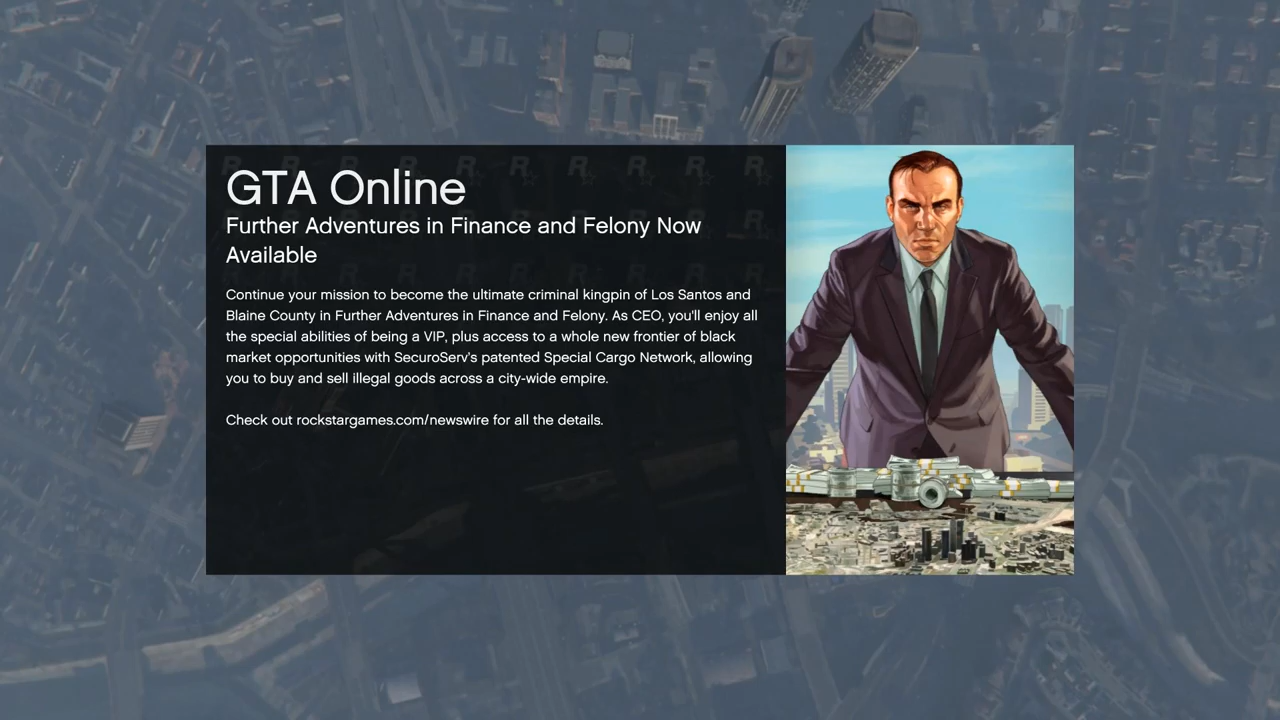 GTA Online
Further Adventures in Finance and Felony Now
Available
Continue your mission to become the ultimate criminal kingpin of Los Santos and
Blaine County in Further Adventures in Finance and Felony. As CEO, you'll enjoy all
the special abilities of being a VIP, plus access to a whole new frontier of black
market opportunities with SecuroServ's patented Special Cargo Network, allowing
you to buy and sell illegal goods across a city-wide empire.
Check out rockstargames.com/newswire for all the details.